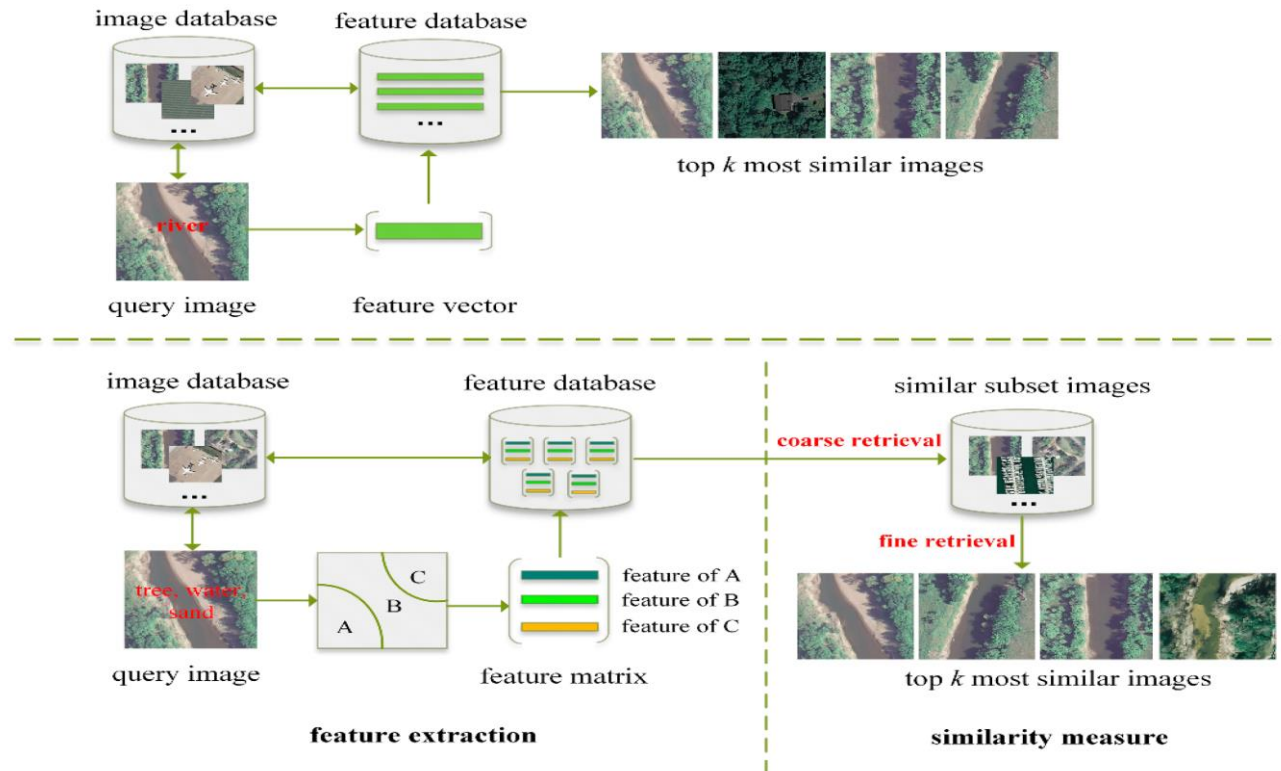 image database
feature database
...
...
top k most similar images
river
query image
feature vector
image database
feature database
similar subset images
coarse retrieval
...
...
fine retrieval
tree, water,
sand
A
B
C
feature of A
feature of B
feature of C
query image
feature matrix
top k most similar images
feature extraction
similarity measure